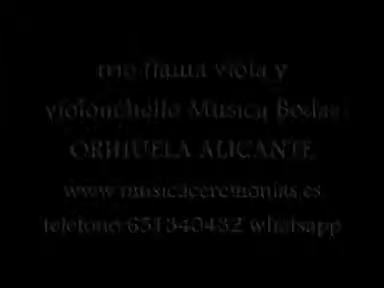 trio flauta viola y
violonchello Musica Bodas
ORIHUELA ALICANTE
www.musicaceremonias.es
telefono 651340432 whatsapp